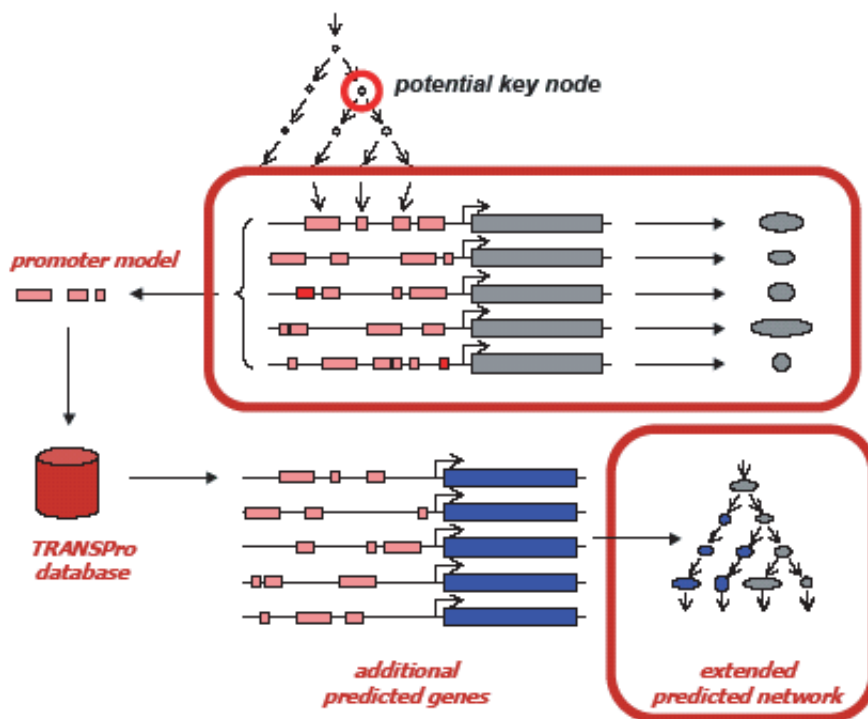 potential key node
promoter model
TRANSPro
database
additional
predicted genes
extended
predicted network